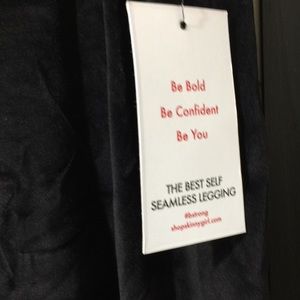 Be Bold
Be Confident
Be You
THE BEST SELF
SEAMLESS LEGGING
#bstrong
shopskinnygirl.com